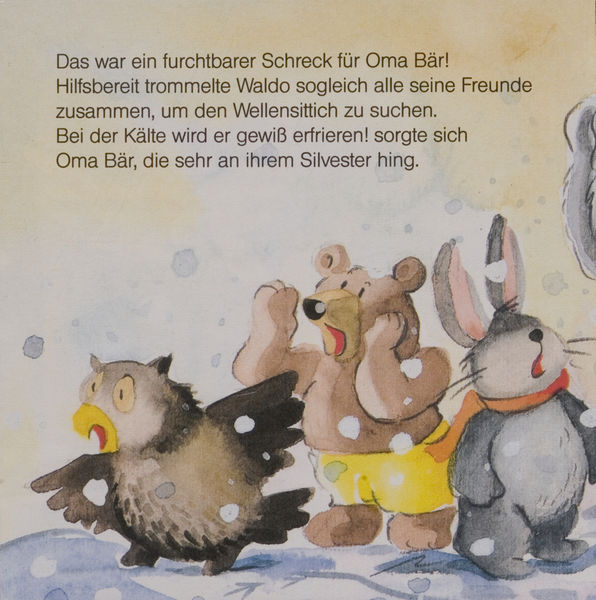 Das war ein furchtbarer Schreck für Oma Bär!
Hilfsbereit trommelte Waldo sogleich alle seine Freunde
zusammen, um den Wellensittich zu suchen.
Bei der Kälte wird er gewiß erfrieren! sorgte sich
Oma Bär, die sehr an ihrem Silvester hing.